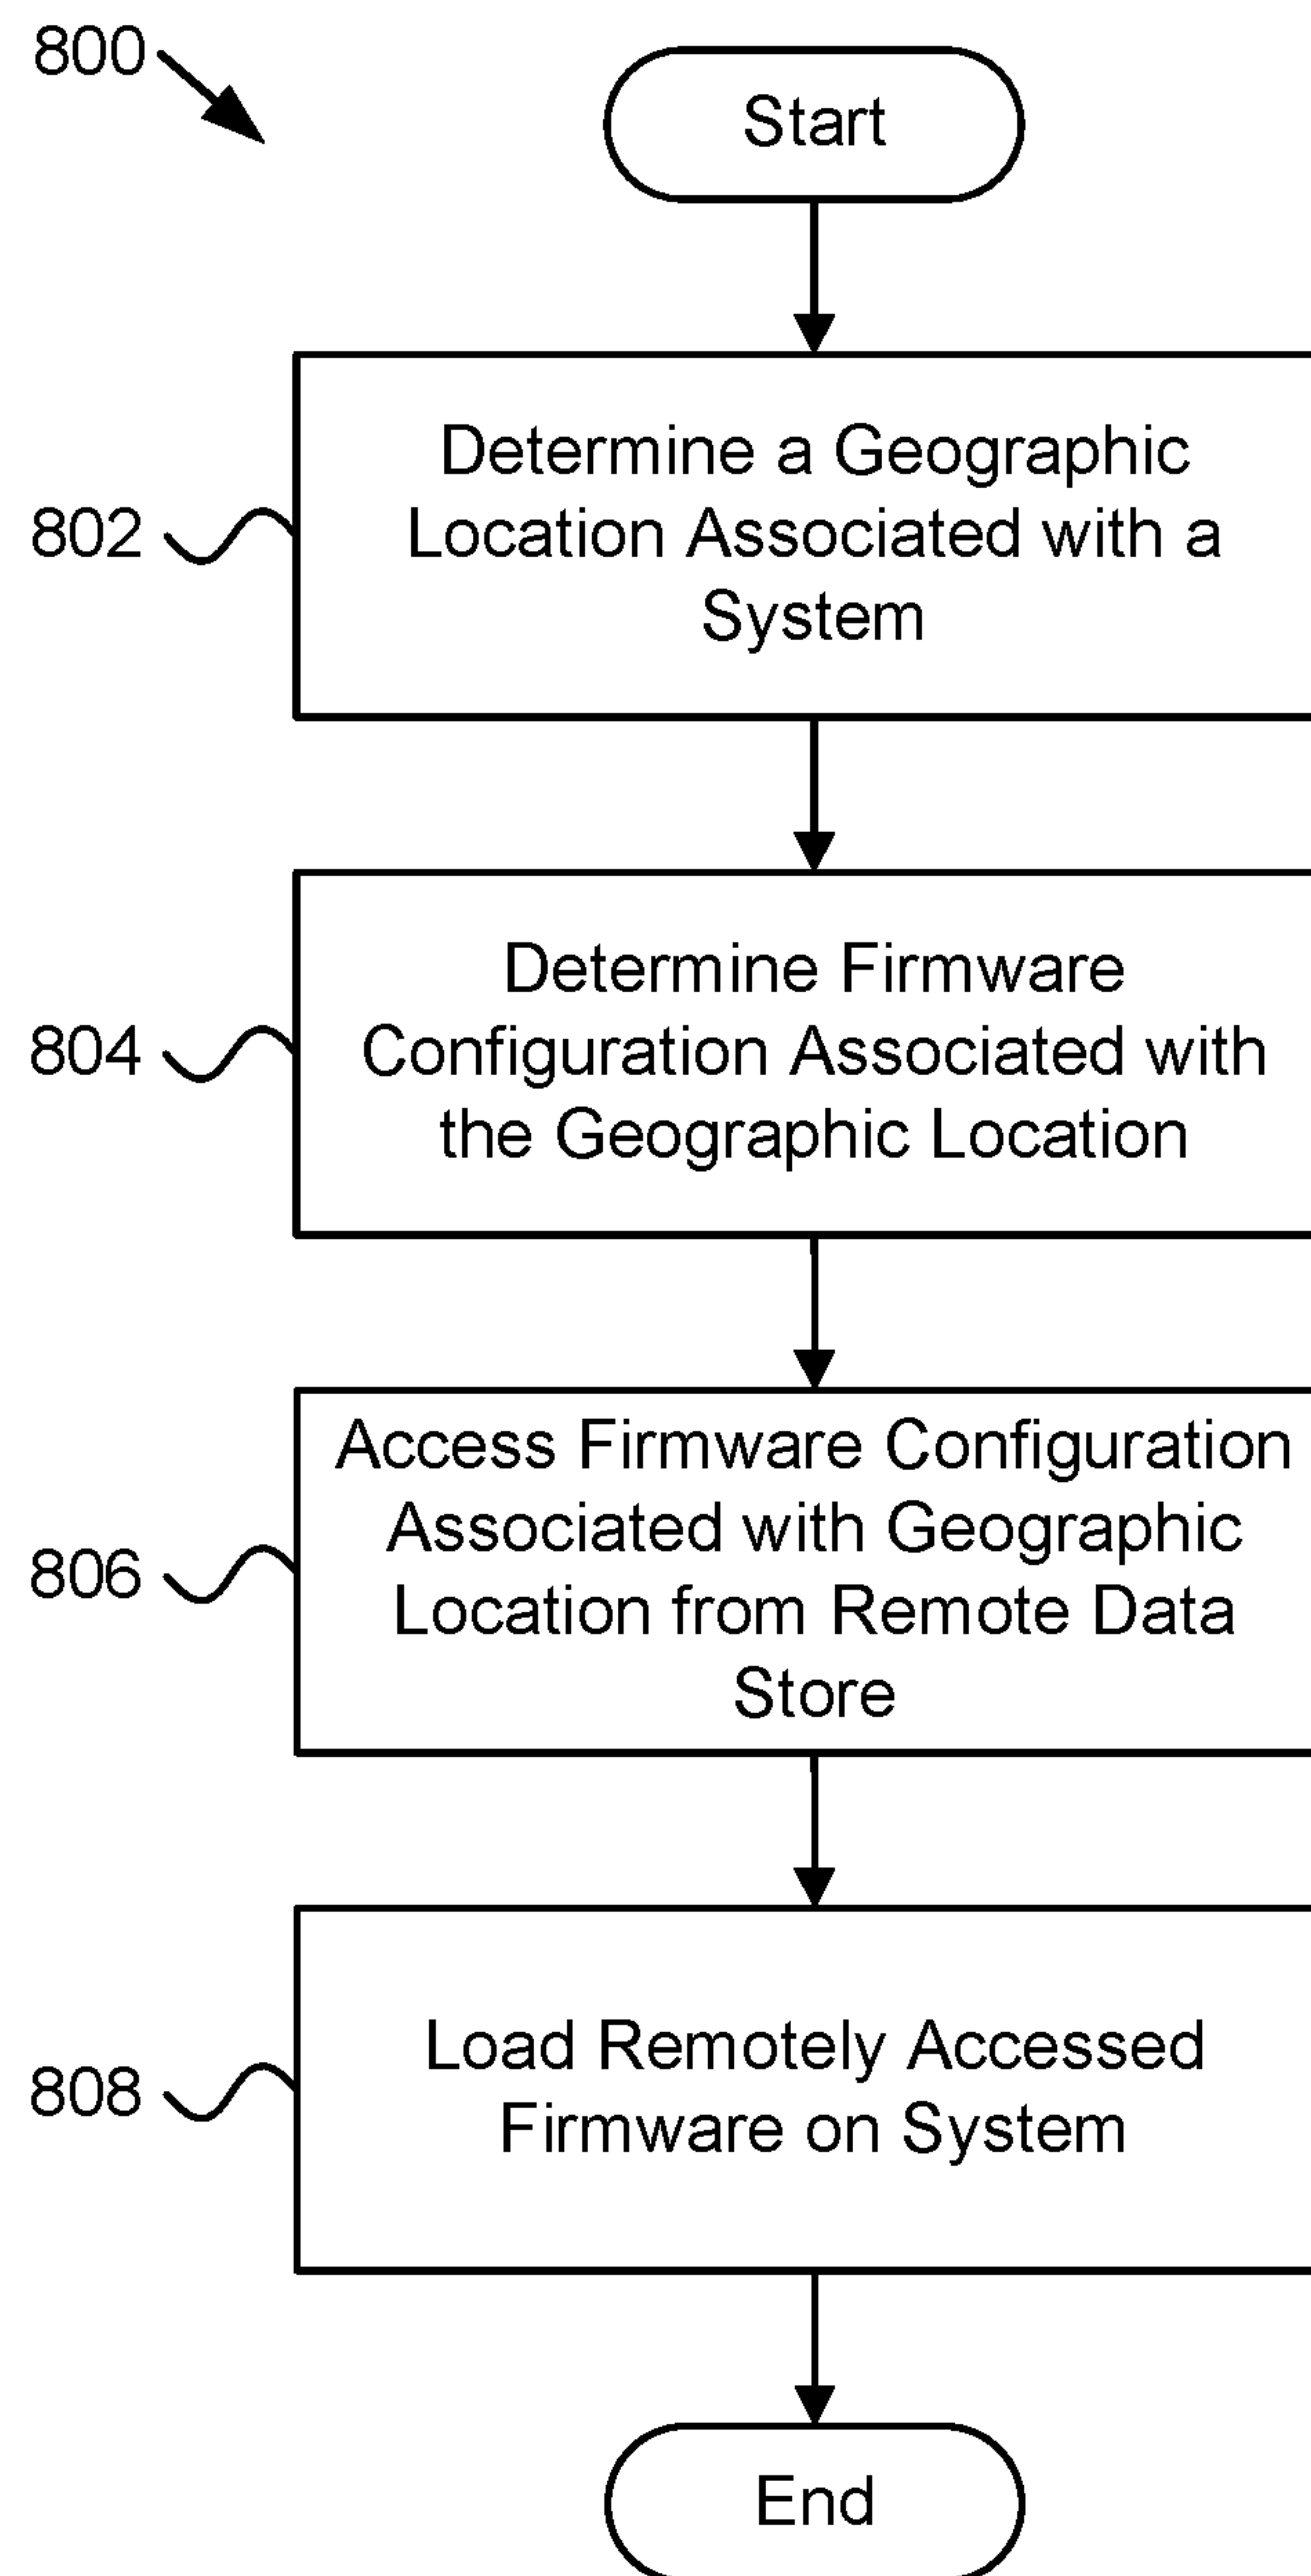 800
Start
802
Determine a Geographic
Location Associated with a
System
804
Determine Firmware
Configuration Associated with
the Geographic Location
806
Access Firmware Configuration
Associated with Geographic
Location from Remote Data
Store
808
Load Remotely Accessed
Firmware on System
End